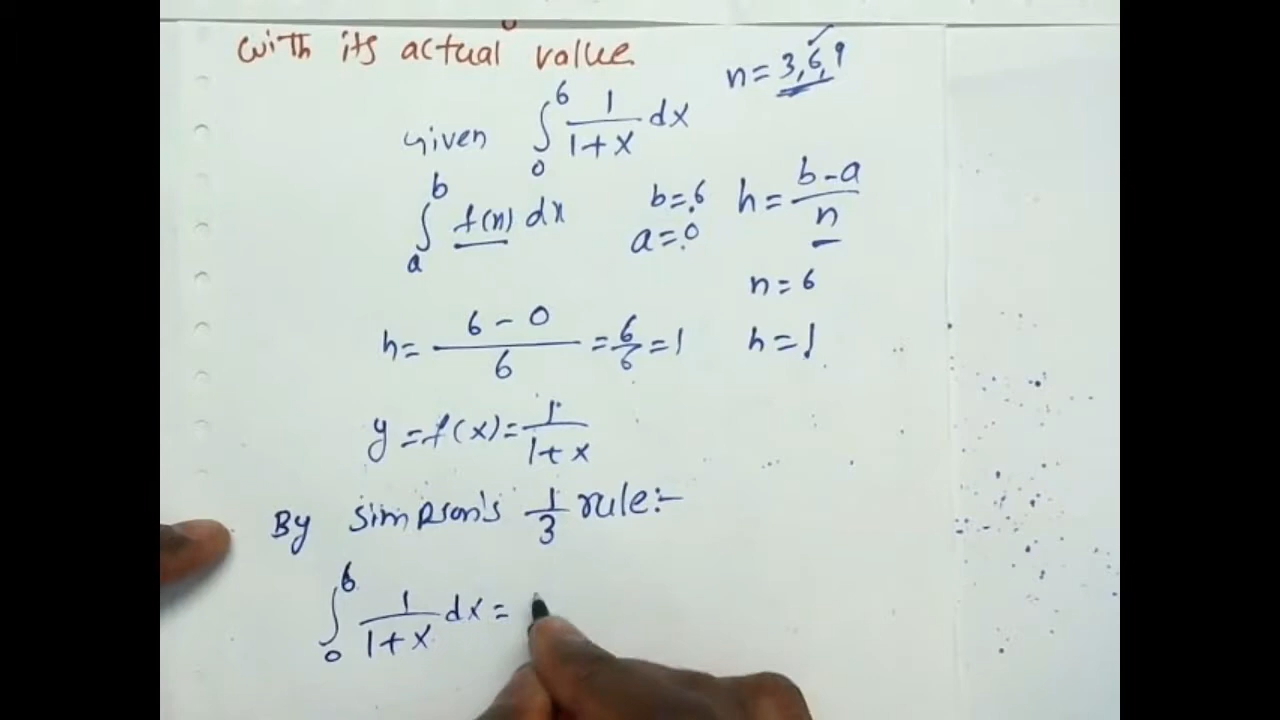 with its actual value
n = 3, 6, 9
Given ∫₀⁶ 1/(1+x) dx
∫ₐᵇ f(n) dx b = 6 h = (b-a)/n
a = 0
n = 6
h = (6 - 0)/6 = 6/6 = 1 h = 1
y = f(x) = 1/(1+x)
By simpson's 1/3 rule:-
∫₀⁶ 1/(1+x) dx =